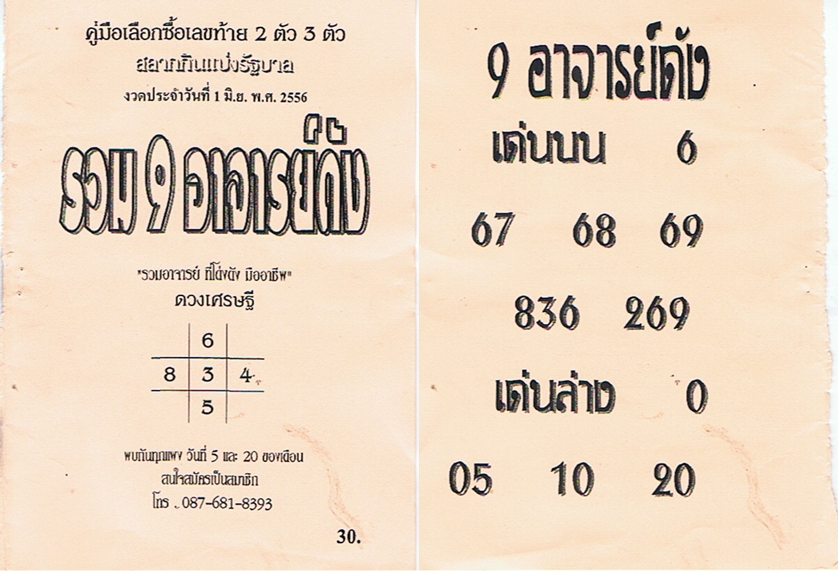 คู่มือเลือกซื้อเลขท้าย 2 ตัว 3 ตัว
สลากกินแบ่งรัฐบาล
งวดประจำวันที่ 1 มิ.ย. พ.ศ. 2556
รวม 9 อาจารย์ดัง
"รวมอาจารย์ ที่โด่งดัง มืออาชีพ"
ดวงเศรษฐี
6
8 3 4
5
พบกันทุกแผง วันที่ 5 และ 20 ของเดือน
สนใจสมัครเป็นสมาชิก
โทร . 087-681-8393
30.
9 อาจารย์ดัง
เด่นบน 6
67 68 69
836 269
เด่นล่าง 0
05 10 20